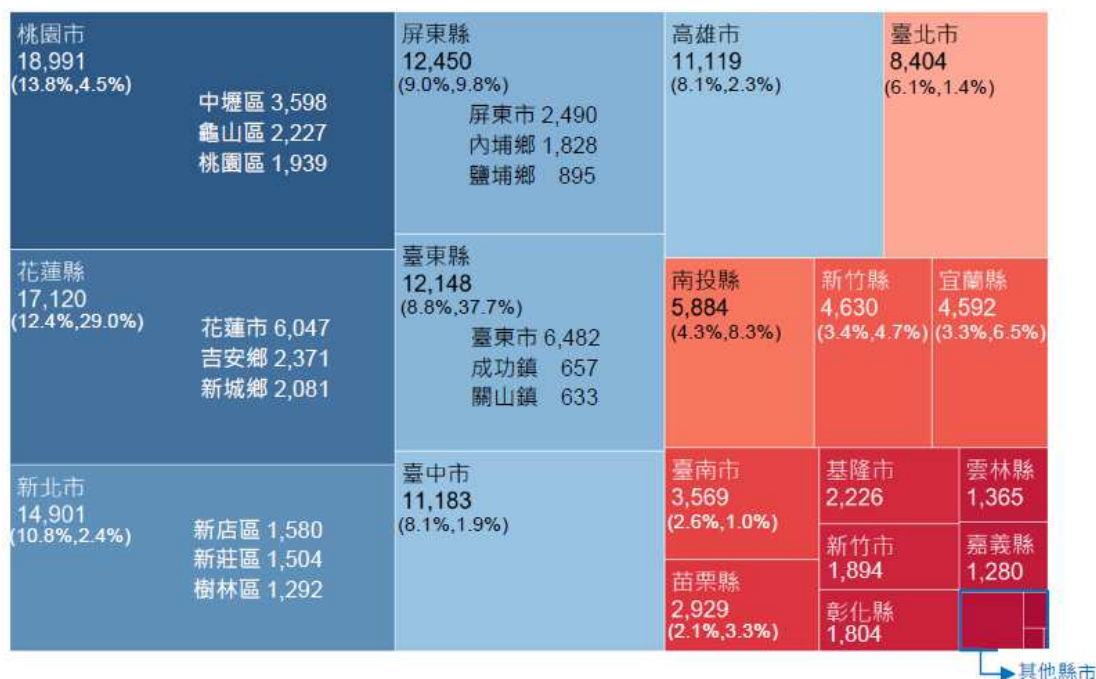 桃園市
18,991
(13.8%,4.5%)
中壢區 3,598
龜山區 2,227
桃園區 1,939
花蓮縣
17,120
(12.4%,29.0%)
花蓮市 6,047
吉安鄉 2,371
新城鄉 2,081
新北市
14,901
(10.8%,2.4%)
新店區 1,580
新莊區 1,504
樹林區 1,292
屏東縣
12,450
(9.0%,9.8%)
屏東市 2,490
內埔鄉 1,828
鹽埔鄉 895
臺東縣
12,148
(8.8%,37.7%)
臺東市 6,482
成功鎮 657
關山鎮 633
臺中市
11,183
(8.1%,1.9%)
高雄市
11,119
(8.1%,2.3%)
臺北市
8,404
(6.1%,1.4%)
南投縣
5,884
(4.3%,8.3%)
新竹縣
4,630
(3.4%,4.7%)
宜蘭縣
4,592
(3.3%,6.5%)
臺南市
3,569
(2.6%,1.0%)
苗栗縣
2,929
(2.1%,3.3%)
基隆市
2,226
新竹市
1,894
彰化縣
1,804
雲林縣
1,365
嘉義縣
1,280
其他縣市